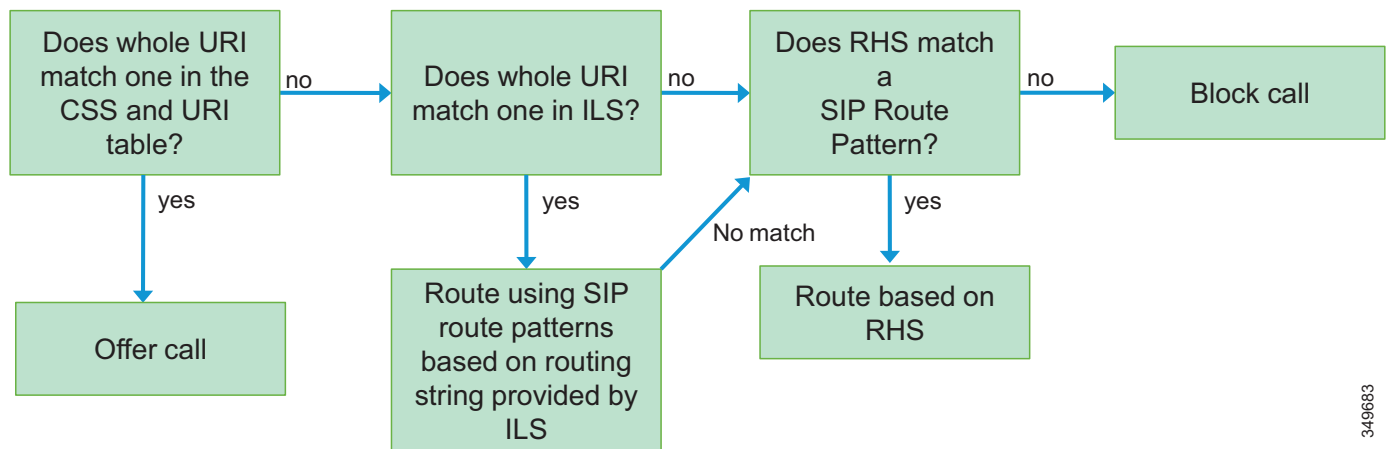 Does whole URI
match one in the
CSS and URI
table?
no
Does whole URI
match one in ILS?
no
Does RHS match
a
SIP Route
Pattern?
no
Block call
yes
yes
No match
yes
Offer call
Route using SIP
route patterns
based on routing
string provided by
ILS
Route based on
RHS
349683